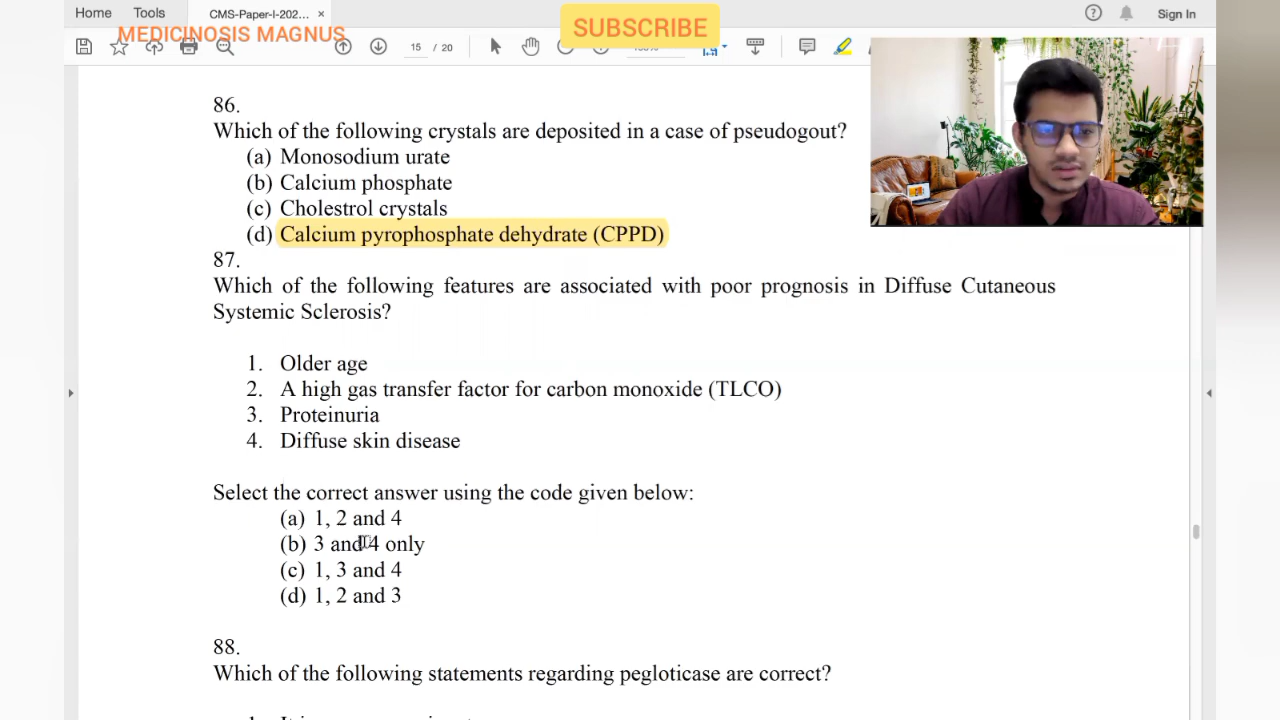 Home Tools CMS-Paper-I-202... × Sign In
MEDICINOSIS MAGNUS
SUBSCRIBE
15 / 20
86.
Which of the following crystals are deposited in a case of pseudogout?
(a) Monosodium urate
(b) Calcium phosphate
(c) Cholestrol crystals
(d) Calcium pyrophosphate dehydrate (CPPD)
87.
Which of the following features are associated with poor prognosis in Diffuse Cutaneous
Systemic Sclerosis?
1. Older age
2. A high gas transfer factor for carbon monoxide (TLCO)
3. Proteinuria
4. Diffuse skin disease
Select the correct answer using the code given below:
(a) 1, 2 and 4
(b) 3 and 4 only
(c) 1, 3 and 4
(d) 1, 2 and 3
88.
Which of the following statements regarding pegloticase are correct?